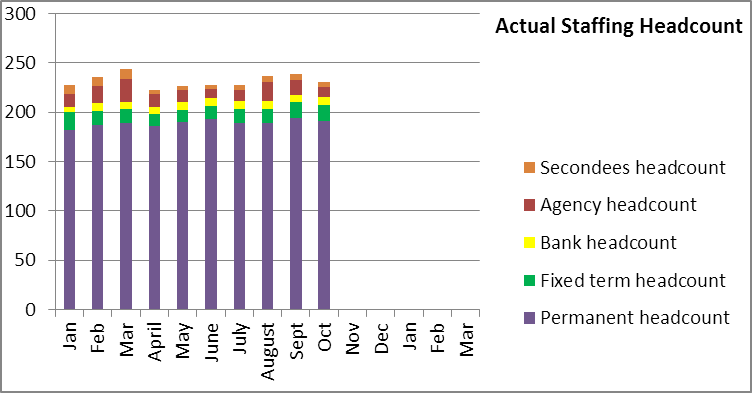 Actual Staffing Headcount
300
250
200
150
100
50
0
Jan
Feb
Mar
April
May
June
July
August
Sept
Oct
Nov
Dec
Jan
Feb
Mar
Secondees headcount
Agency headcount
Bank headcount
Fixed term headcount
Permanent headcount